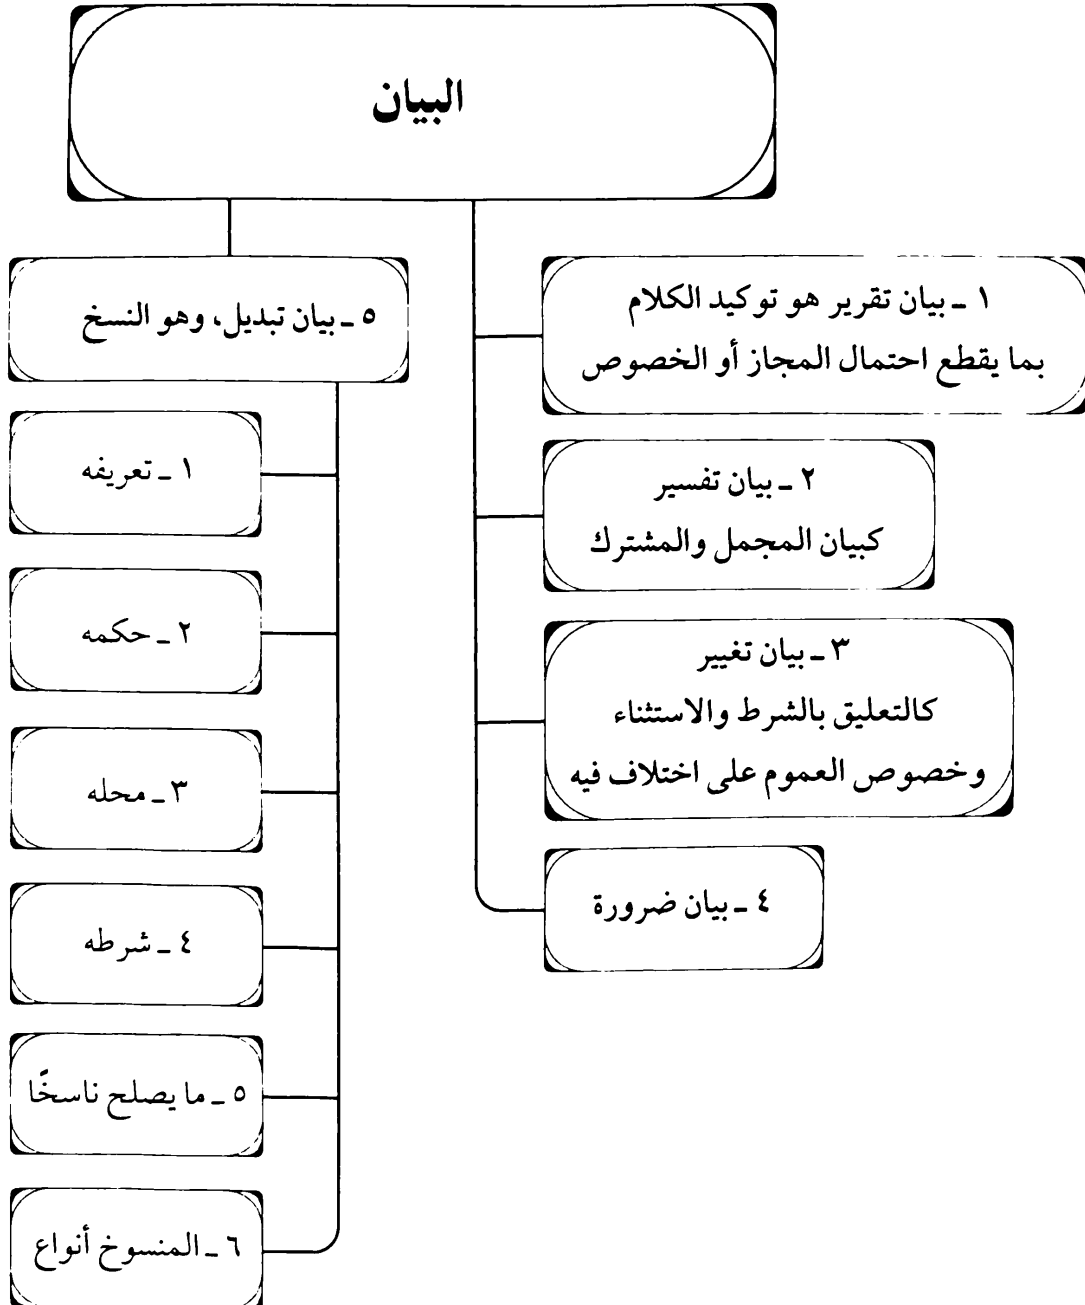 البيان
١ ـ بيان تقرير هو توكيد الكلام
بما يقطع احتمال المجاز أو الخصوص
٢ ـ بيان تفسير
كبيان المجمل والمشترك
٣ ـ بيان تغيير
كالتعليق بالشرط والاستثناء
وخصوص العموم على اختلاف فيه
٤ ـ بيان ضرورة
٥ ـ بيان تبديل، وهو النسخ
١ ـ تعريفه
٢ ـ حكمه
٣ ـ محله
٤ ـ شرطه
٥ ـ ما يصلح ناسخًا
٦ ـ المنسوخ أنواع